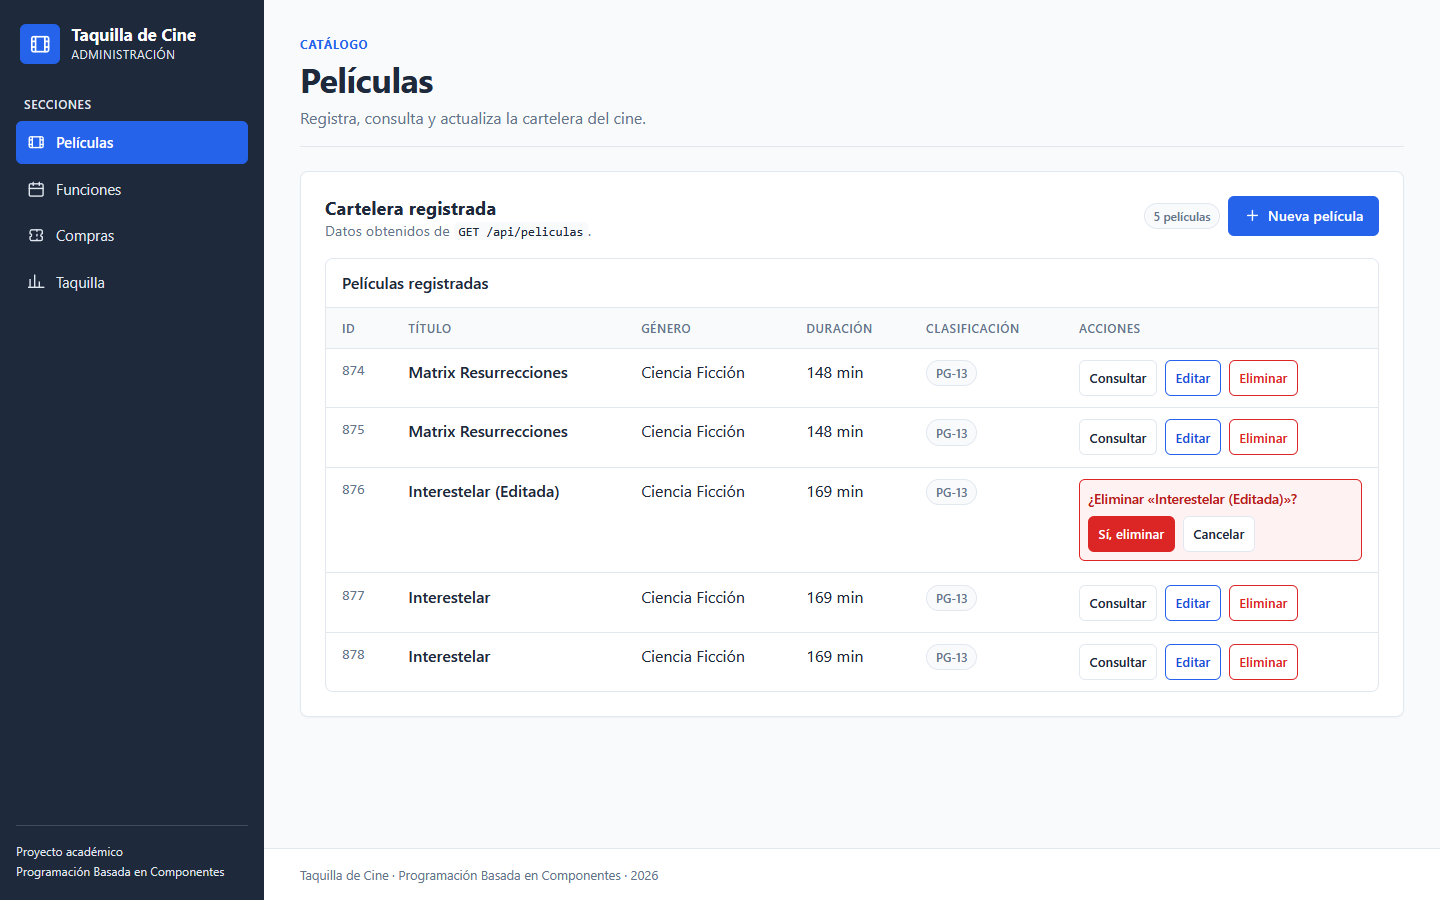 Taquilla de Cine
ADMINISTRACIÓN
SECCIONES
Películas
Funciones
Compras
Taquilla
Proyecto académico
Programación Basada en Componentes
CATÁLOGO
Películas
Registra, consulta y actualiza la cartelera del cine.
Cartelera registrada
Datos obtenidos de GET /api/peliculas.
5 películas
Nueva película
Películas registradas
ID TÍTULO GÉNERO DURACIÓN CLASIFICACIÓN ACCIONES
874 Matrix Resurrecciones Ciencia Ficción 148 min PG-13 Consultar Editar Eliminar
875 Matrix Resurrecciones Ciencia Ficción 148 min PG-13 Consultar Editar Eliminar
876 Interestelar (Editada) Ciencia Ficción 169 min PG-13 ¿Eliminar «Interestelar (Editada)»?
Sí, eliminar Cancelar
877 Interestelar Ciencia Ficción 169 min PG-13 Consultar Editar Eliminar
878 Interestelar Ciencia Ficción 169 min PG-13 Consultar Editar Eliminar
Taquilla de Cine · Programación Basada en Componentes · 2026